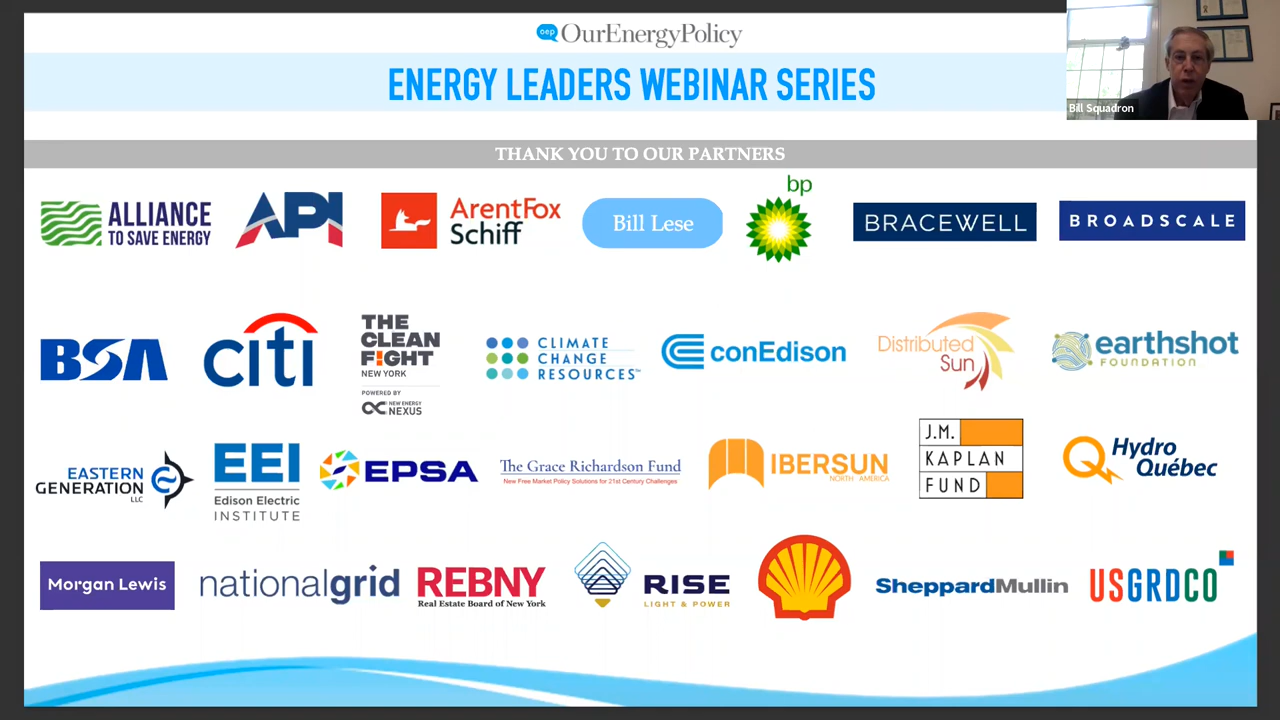 oep OurEnergyPolicy
ENERGY LEADERS WEBINAR SERIES
Bill Squadron
THANK YOU TO OUR PARTNERS
ALLIANCE
TO SAVE ENERGY
API
ArentFox
Schiff
Bill Lese
bp
BRACEWELL
BROADSCALE
BSA
citi
THE
CLEAN
F!GHT
NEW YORK
POWERED BY
NEW ENERGY
NEXUS
CLIMATE
CHANGE
RESOURCES™
conEdison
Distributed
Sun
earthshot
FOUNDATION
EASTERN
GENERATION
LLC
EEI
Edison Electric
INSTITUTE
EPSA
The Grace Richardson Fund
New Free Market Policy Solutions for 21st Century Challenges
IBERSUN
NORTH AMERICA
J.M.
KAPLAN
FUND
Hydro
Québec
Morgan Lewis
nationalgrid
REBNY
Real Estate Board of New York
RISE
LIGHT & POWER
SheppardMullin
USGRDCO